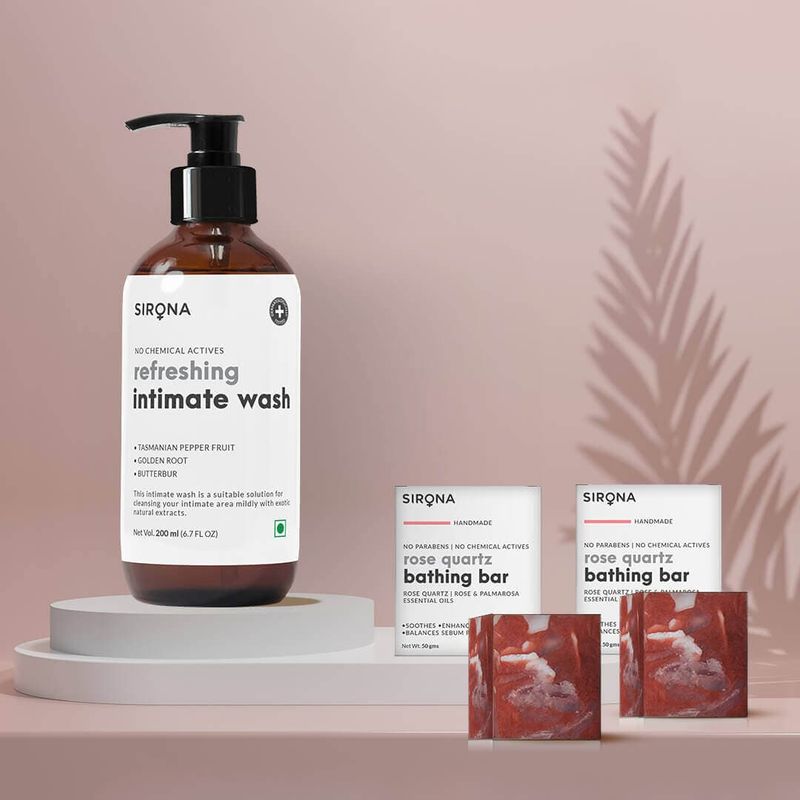 SIRONA
NO CHEMICAL ACTIVES
refreshing
intimate wash
• TASMANIAN PEPPER FRUIT
• GOLDEN ROOT
• BUTTERBUR
This intimate wash is a suitable solution for
cleansing your intimate area mildly with exotic
natural extracts.
Net Vol. 200 ml (6.7 FL OZ)
SIRONA
HANDMADE
NO PARABENS | NO CHEMICAL ACTIVES
rose quartz
bathing bar
ROSE QUARTZ | ROSE & PALMAROSA
ESSENTIAL OILS
•SOOTHES •ENHANC
•BALANCES SEBUM
Net Wt. 50 gms
SIRONA
HANDMADE
NO PARABENS | NO CHEMICAL ACTIVES
rose quartz
bathing bar
ROSE QUARTZ | ROSE & PALMAROSA
ESSENTIAL
50 gms